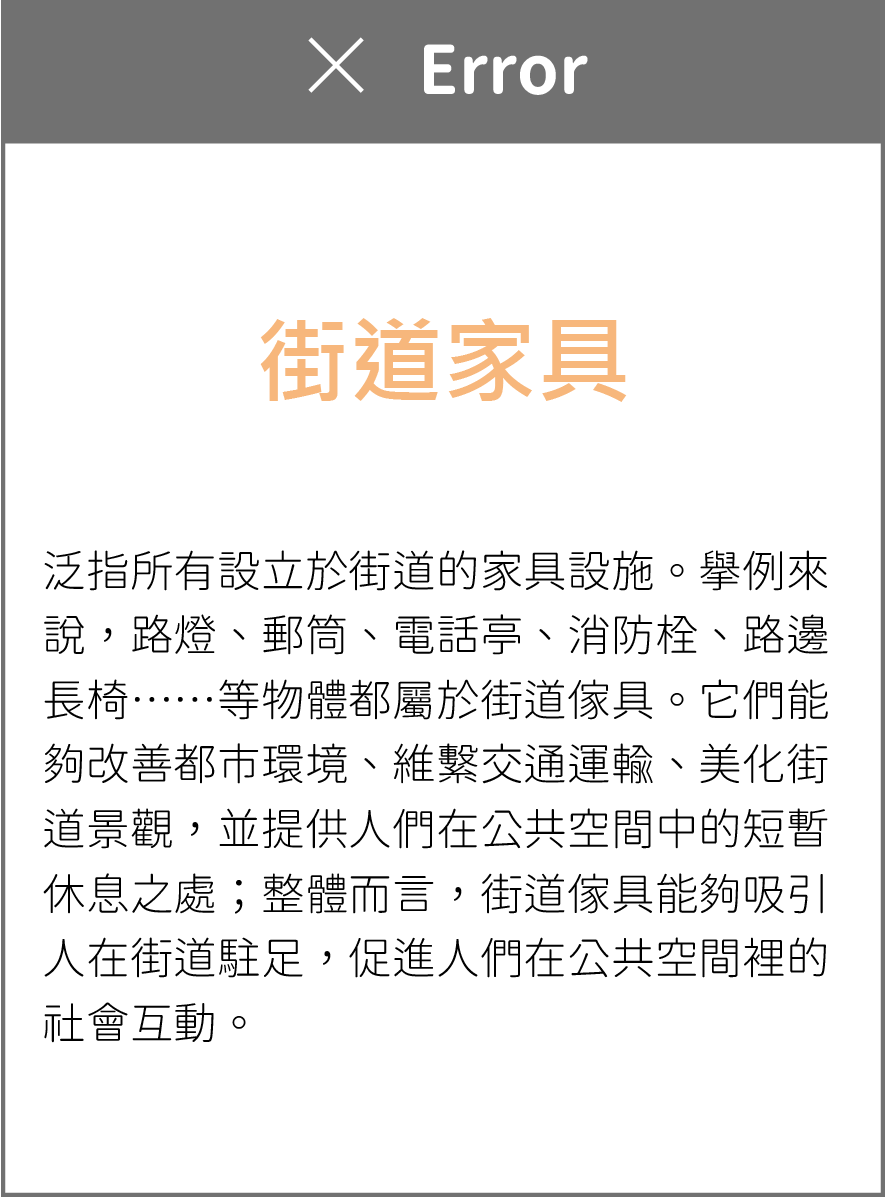 × Error
街道家具
泛指所有設立於街道的家具設施。舉例來
說，路燈、郵筒、電話亭、消防栓、路邊
長椅⋯⋯等物體都屬於街道傢具。它們能
夠改善都市環境、維繫交通運輸、美化街
道景觀，並提供人們在公共空間中的短暫
休息之處；整體而言，街道傢具能夠吸引
人在街道駐足，促進人們在公共空間裡的
社會互動。